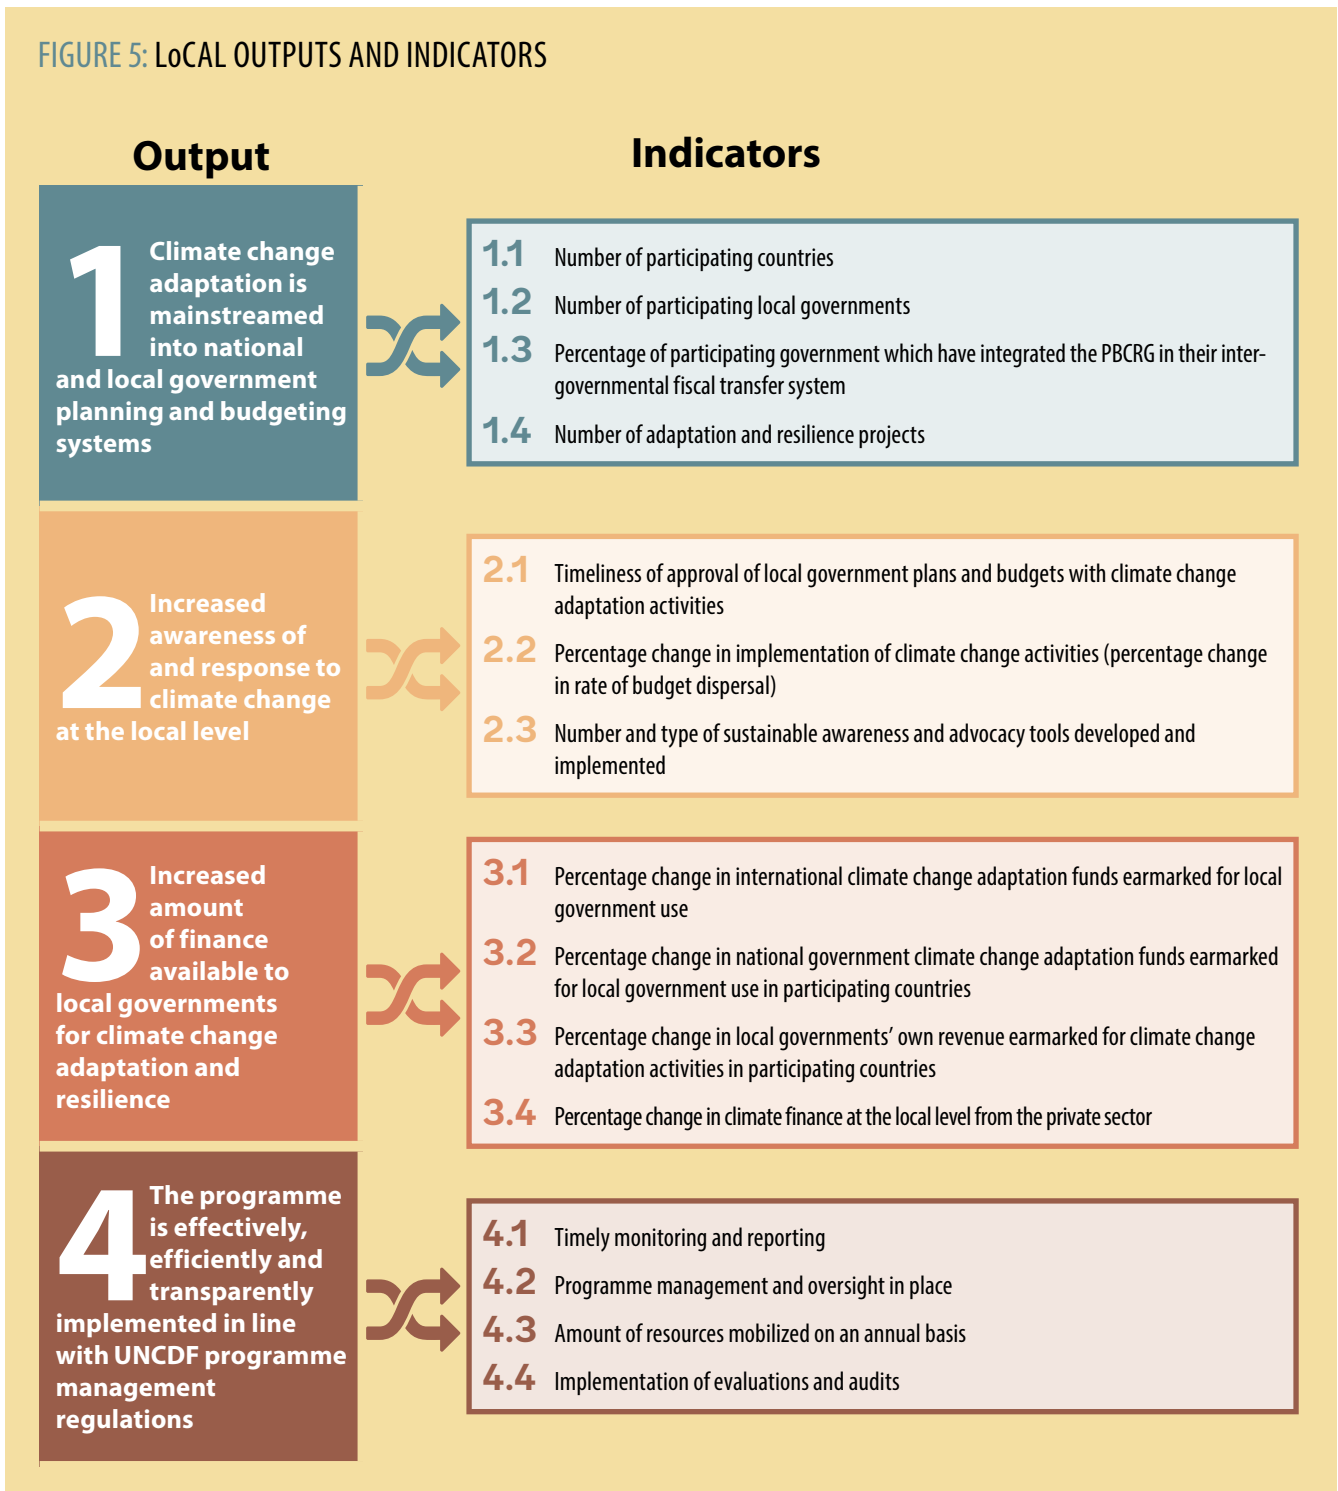 FIGURE 5: LoCAL OUTPUTS AND INDICATORS
Output
Indicators
1
Climate change
adaptation is
mainstreamed
into national
and local government
planning and budgeting
systems
1.1 Number of participating countries
1.2 Number of participating local governments
1.3 Percentage of participating government which have integrated the PBCRG in their inter-
governmental fiscal transfer system
1.4 Number of adaptation and resilience projects
2
Increased
awareness of
and response to
climate change
at the local level
2.1 Timeliness of approval of local government plans and budgets with climate change
adaptation activities
2.2 Percentage change in implementation of climate change activities (percentage change
in rate of budget dispersal)
2.3 Number and type of sustainable awareness and advocacy tools developed and
implemented
3
Increased
amount
of finance
available to
local governments
for climate change
adaptation and
resilience
3.1 Percentage change in international climate change adaptation funds earmarked for local
government use
3.2 Percentage change in national government climate change adaptation funds earmarked
for local government use in participating countries
3.3 Percentage change in local governments’ own revenue earmarked for climate change
adaptation activities in participating countries
3.4 Percentage change in climate finance at the local level from the private sector
4
The programme
is effectively,
efficiently and
transparently
implemented in line
with UNCDF programme
management
regulations
4.1 Timely monitoring and reporting
4.2 Programme management and oversight in place
4.3 Amount of resources mobilized on an annual basis
4.4 Implementation of evaluations and audits